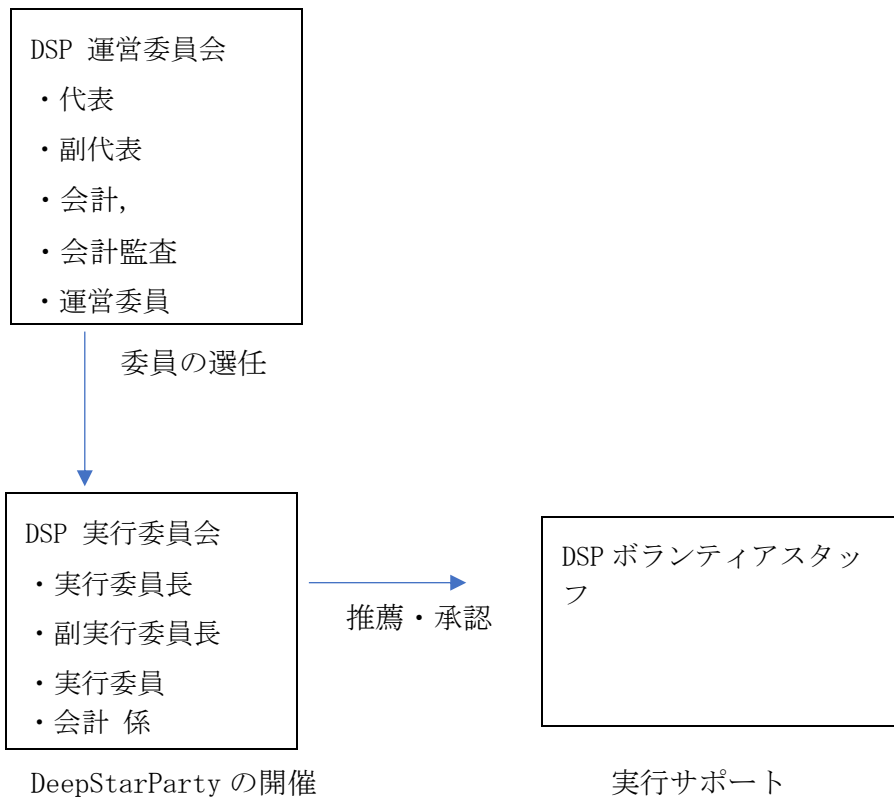 DSP 運営委員会
・代表
・副代表
・会計,
・会計監査
・運営委員
委員の選任
DSP 実行委員会
・実行委員長
・副実行委員長
・実行委員
・会計 係
推薦・承認
DSP ボランティアスタッ
フ
DeepStarParty の開催
実行サポート